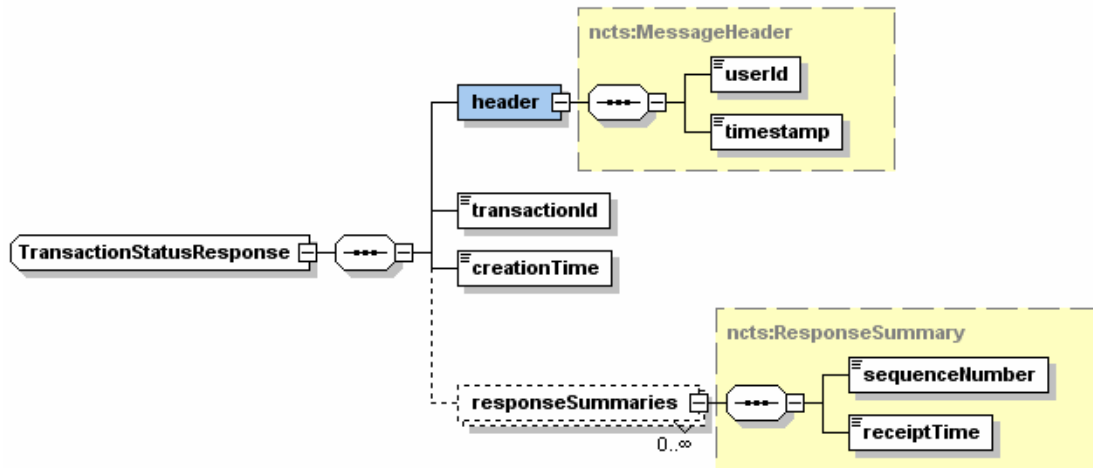 ncts:MessageHeader
userId
header
timestamp
transactionId
TransactionStatusResponse
creationTime
ncts:ResponseSummary
sequenceNumber
responseSummaries
receiptTime
0..∞